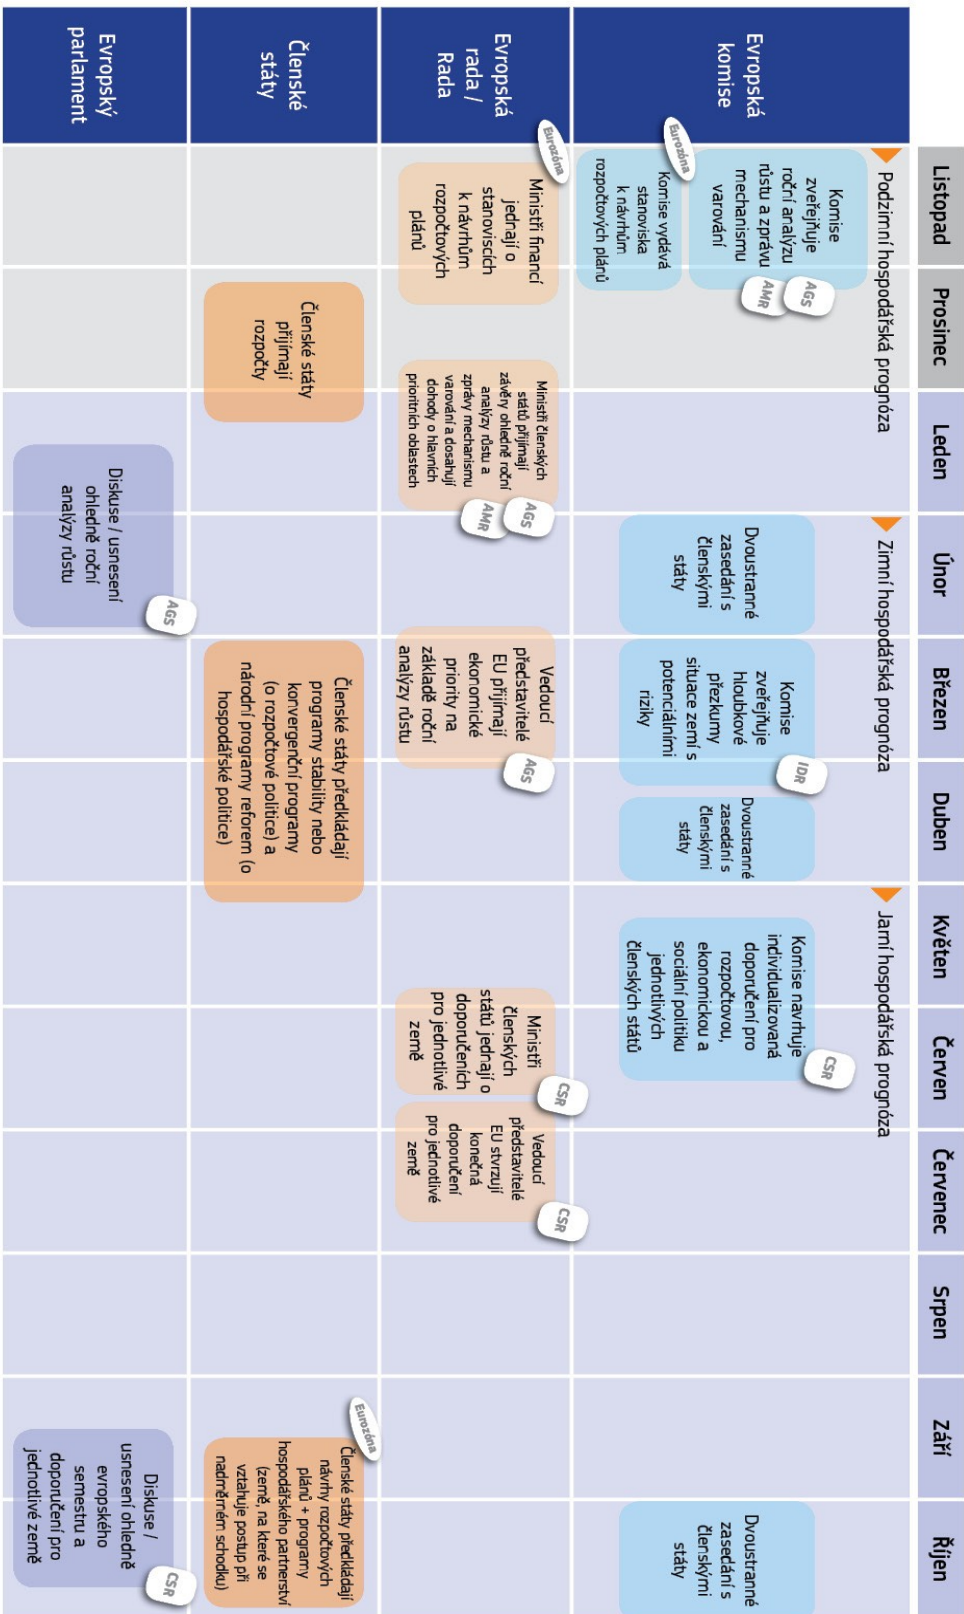 Listopad
Prosinec
Leden
Únor
Březen
Duben
Květen
Červen
Červenec
Srpen
Září
Říjen
Evropská
komise
Podzimní hospodářská prognóza
Zimní hospodářská prognóza
Jarní hospodářská prognóza
Komise
zveřejňuje
roční analýzu
růstu a zprávu
mechanismu
varování
AGS
AMR
Eurozóna
Komise vydává
stanoviska
k návrhům
rozpočtových plánů
Dvoustranné
zasedání s
členskými
státy
Komise
zveřejňuje
hloubkové
přezkumy
situace zemí s
potenciálními
riziky
IDR
Dvoustranné
zasedání s
členskými
státy
Komise navrhuje
individualizovaná
doporučení pro
rozpočtovou,
ekonomickou a
sociální politiku
jednotlivých
členských států
CSR
Dvoustranné
zasedání s
členskými
státy
Evropská
rada /
Rada
Eurozóna
Ministři financí
jednají o
stanoviscích
k návrhům
rozpočtových
plánů
Ministři členských
států přijímají
závěry ohledně roční
analýzy růstu a
zprávy mechanismu
varování a dosahují
dohody o hlavních
prioritních oblastech
AGS
AMR
Vedoucí
představitelé
EU přijímají
ekonomické
priority na
základě roční
analýzy růstu
AGS
Ministři
členských
států jednají o
doporučeních
pro jednotlivé
země
CSR
Vedoucí
představitelé
EU stvrzují
konečná
doporučení
pro jednotlivé
země
CSR
Členské
státy
Členské státy
přijímají
rozpočty
Členské státy předkládají
programy stability nebo
konvergenční programy
(o rozpočtové politice) a
národní programy reforem (o
hospodářské politice)
Eurozóna
Členské státy předkládají
návrhy rozpočtových
plánů + programy
hospodářského partnerství
(země, na které se
vztahuje postup při
nadměrném schodku)
Evropský
parlament
Diskuse / usnesení
ohledně roční
analýzy růstu
AGS
Diskuse /
usnesení ohledně
evropského
semestru a
doporučení pro
jednotlivé země
CSR